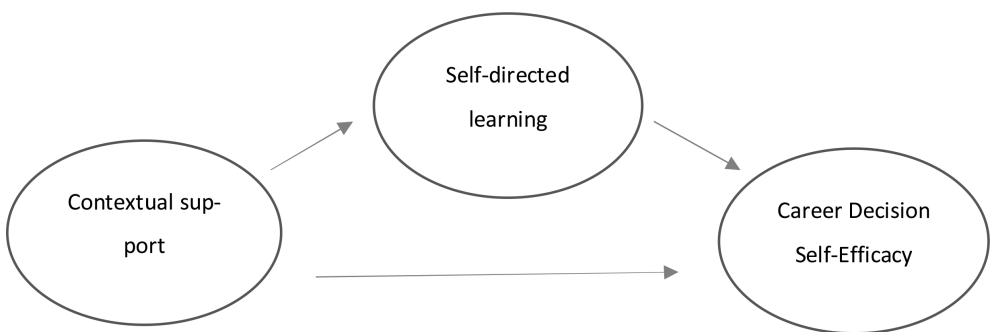 Self-directed
learning
Contextual sup-
port
Career Decision
Self-Efficacy